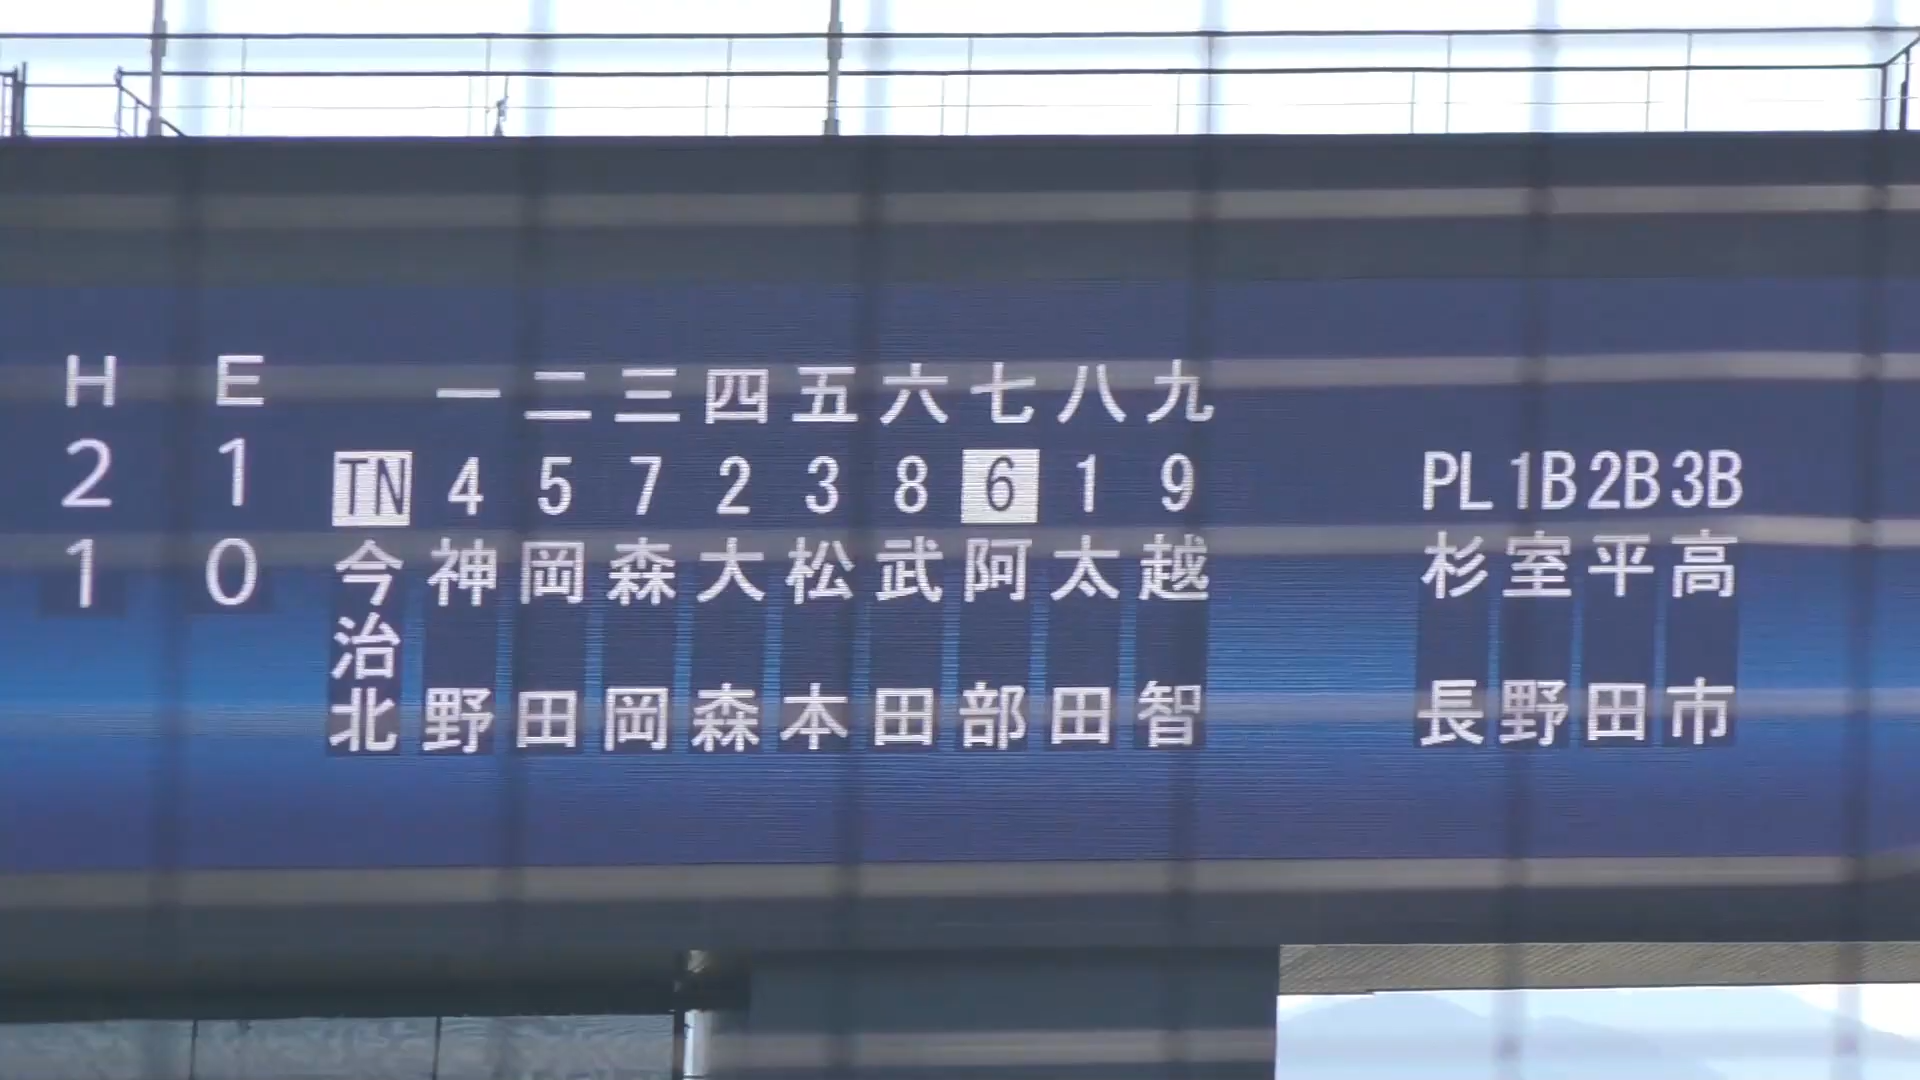 H E 一 二 三 四 五 六 七 八 九
2 1 TN 4 5 7 2 3 8 6 1 9 PL 1B 2B 3B
1 0
今治北 神野 岡田 森岡 大森 松本 武田 阿部 太田 越智 杉長 室野 平田 高市